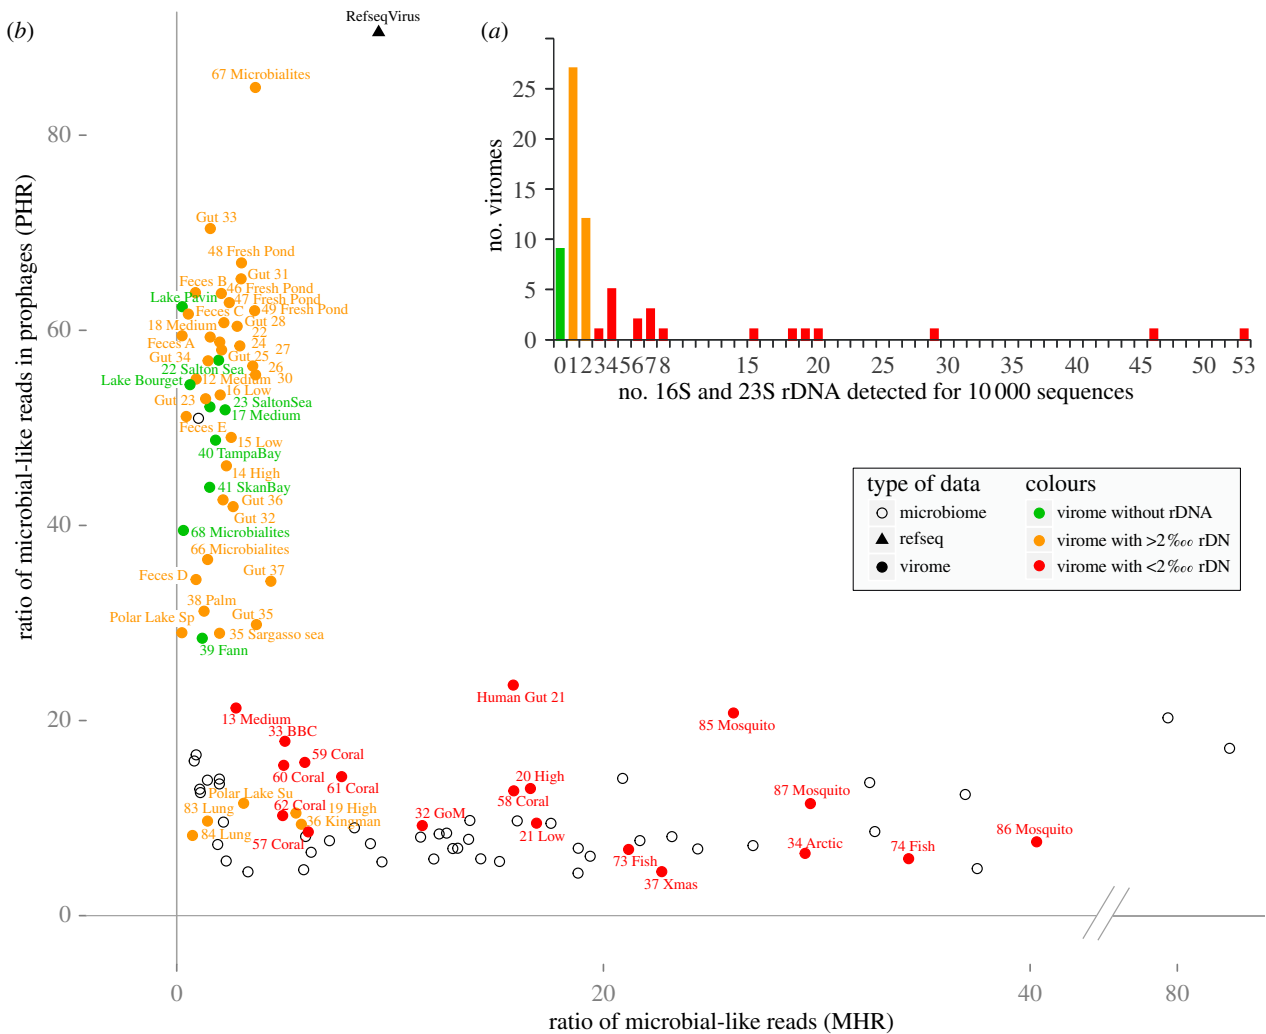 (b)
RefseqVirus
(a)
67 Microbialites
80
60
40
20
0
ratio of microbial-like reads in prophages (PHR)
Gut 33
48 Fresh Pond
Gut 31
Feces B
46 Fresh Pond
Lake Pavin
47 Fresh Pond
Feces C
49 Fresh Pond
18 Medium
Gut 28
22
Feces A
24
27
Gut 34
Gut 25
22 Salton Sea
26
Lake Bourget
12 Medium
30
16 Low
Gut 23
23 SaltonSea
17 Medium
Feces E
15 Low
40 TampaBay
14 High
41 SkanBay
Gut 36
Gut 32
68 Microbialites
66 Microbialites
Feces D
Gut 37
38 Palm
Polar Lake Sp
Gut 35
35 Sargasso sea
39 Fann
Human Gut 21
13 Medium
85 Mosquito
33 BBC
59 Coral
60 Coral
61 Coral
20 High
Polar Lake Su
58 Coral
87 Mosquito
62 Coral
19 High
83 Lung
36 Kingman
32 GoM
84 Lung
21 Low
86 Mosquito
57 Coral
73 Fish
34 Arctic
74 Fish
37 Xmas
0
20
40
80
ratio of microbial-like reads (MHR)
no. viromes
25
20
15
10
5
0
0 1 2 3 4 5 6 7 8 15 20 25 30 35 40 45 50 53
no. 16S and 23S rDNA detected for 10 000 sequences
type of data
microbiome
refseq
virome
colours
virome without rDNA
virome with >2‱ rDN
virome with <2‱ rDN